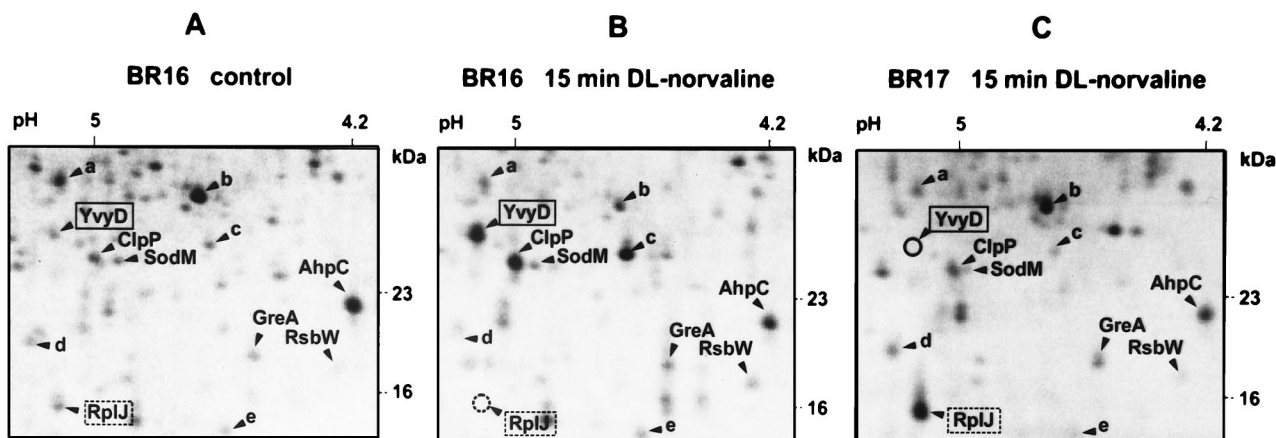 A
BR16 control
pH 5 4.2
kDa
a
b
YvyD
c
ClpP
SodM
AhpC
23
GreA
RsbW
d
16
RplJ
e
B
BR16 15 min DL-norvaline
pH 5 4.2
kDa
a
b
YvyD
c
ClpP
SodM
AhpC
23
GreA
RsbW
d
16
RplJ
e
C
BR17 15 min DL-norvaline
pH 5 4.2
kDa
a
b
YvyD
c
ClpP
SodM
AhpC
23
GreA
RsbW
d
16
RplJ
e